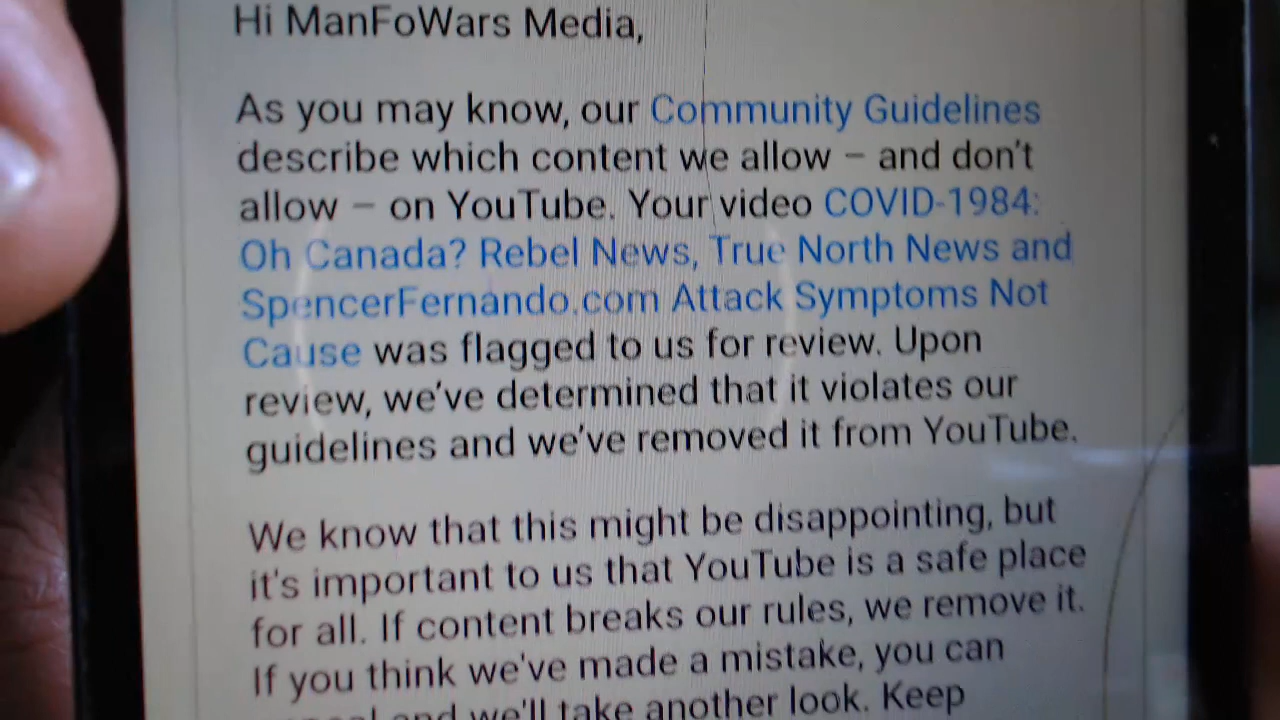 Hi ManFoWars Media,
As you may know, our Community Guidelines
describe which content we allow – and don't
allow – on YouTube. Your video COVID-1984:
Oh Canada? Rebel News, True North News and
SpencerFernando.com Attack Symptoms Not
Cause was flagged to us for review. Upon
review, we've determined that it violates our
guidelines and we've removed it from YouTube.
We know that this might be disappointing, but
it's important to us that YouTube is a safe place
for all. If content breaks our rules, we remove it.
If you think we've made a mistake, you can
and we'll take another look. Keep